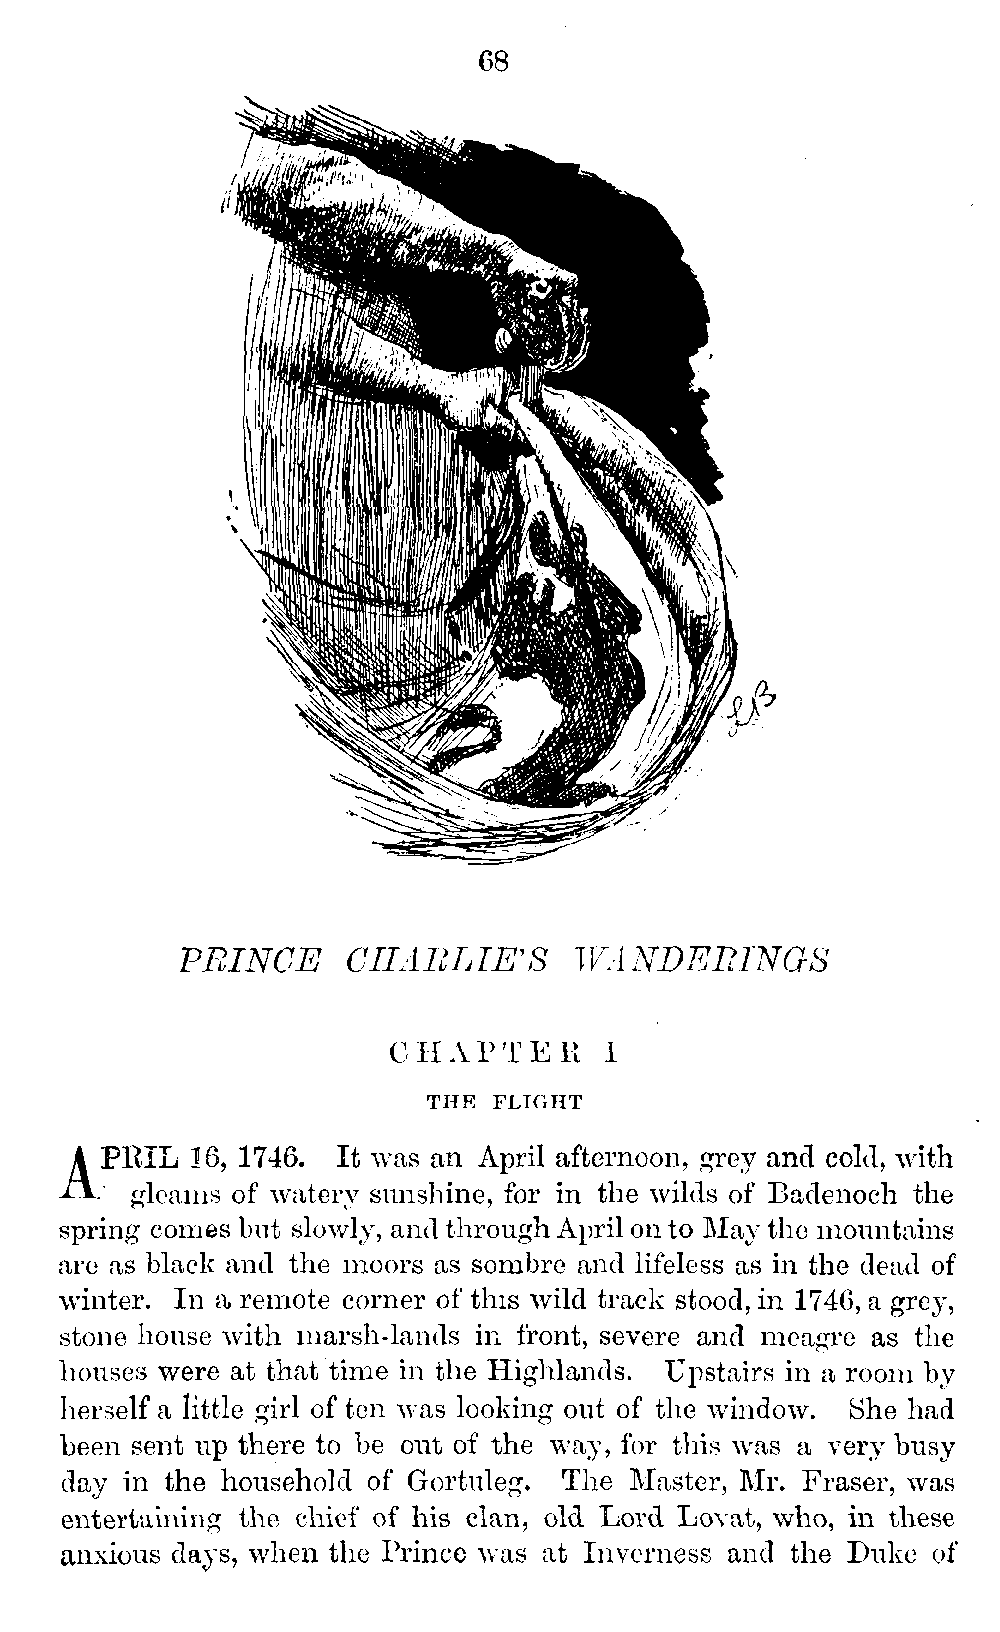 68
LB
PRINCE CHARLIE'S WANDERINGS
CHAPTER I
THE FLIGHT
APRIL 16, 1746. It was an April afternoon, grey and cold, with
gleams of watery sunshine, for in the wilds of Badenoch the
spring comes but slowly, and through April on to May the mountains
are as black and the moors as sombre and lifeless as in the dead of
winter. In a remote corner of this wild track stood, in 1746, a grey,
stone house with marsh-lands in front, severe and meagre as the
houses were at that time in the Highlands. Upstairs in a room by
herself a little girl of ten was looking out of the window. She had
been sent up there to be out of the way, for this was a very busy
day in the household of Gortuleg. The Master, Mr. Fraser, was
entertaining the chief of his clan, old Lord Lovat, who, in these
anxious days, when the Prince was at Inverness and the Duke of